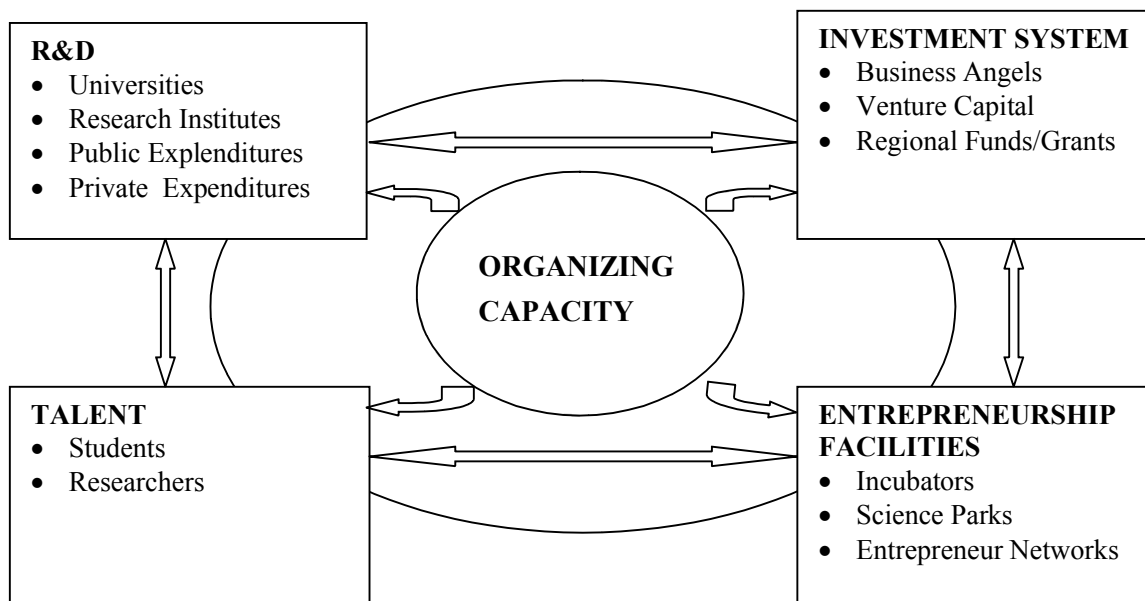 R&D
• Universities
• Research Institutes
• Public Explenditures
• Private Expenditures
INVESTMENT SYSTEM
• Business Angels
• Venture Capital
• Regional Funds/Grants
ORGANIZING
CAPACITY
TALENT
• Students
• Researchers
ENTREPRENEURSHIP
FACILITIES
• Incubators
• Science Parks
• Entrepreneur Networks